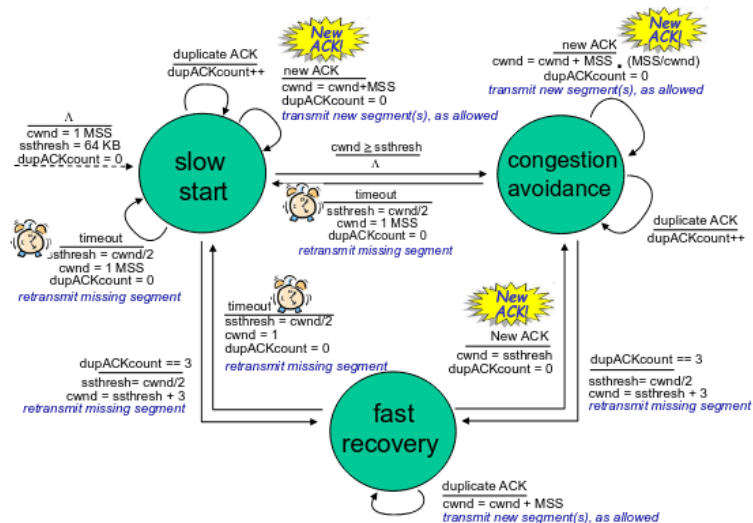 New
ACK!
duplicate ACK
dupACKcount++
new ACK
cwnd = cwnd+MSS
dupACKcount = 0
transmit new segment(s), as allowed
New
ACK!
new ACK
cwnd = cwnd + MSS • (MSS/cwnd)
dupACKcount = 0
transmit new segment(s), as allowed
Λ
cwnd = 1 MSS
ssthresh = 64 KB
dupACKcount = 0
slow
start
cwnd ≥ ssthresh
Λ
congestion
avoidance
timeout
ssthresh = cwnd/2
cwnd = 1 MSS
dupACKcount = 0
retransmit missing segment
duplicate ACK
dupACKcount++
timeout
ssthresh = cwnd/2
cwnd = 1 MSS
dupACKcount = 0
retransmit missing segment
timeout
ssthresh = cwnd/2
cwnd = 1
dupACKcount = 0
retransmit missing segment
New
ACK!
New ACK
cwnd = ssthresh
dupACKcount = 0
dupACKcount == 3
ssthresh= cwnd/2
cwnd = ssthresh + 3
retransmit missing segment
dupACKcount == 3
ssthresh= cwnd/2
cwnd = ssthresh + 3
retransmit missing segment
fast
recovery
duplicate ACK
cwnd = cwnd + MSS
transmit new segment(s), as allowed